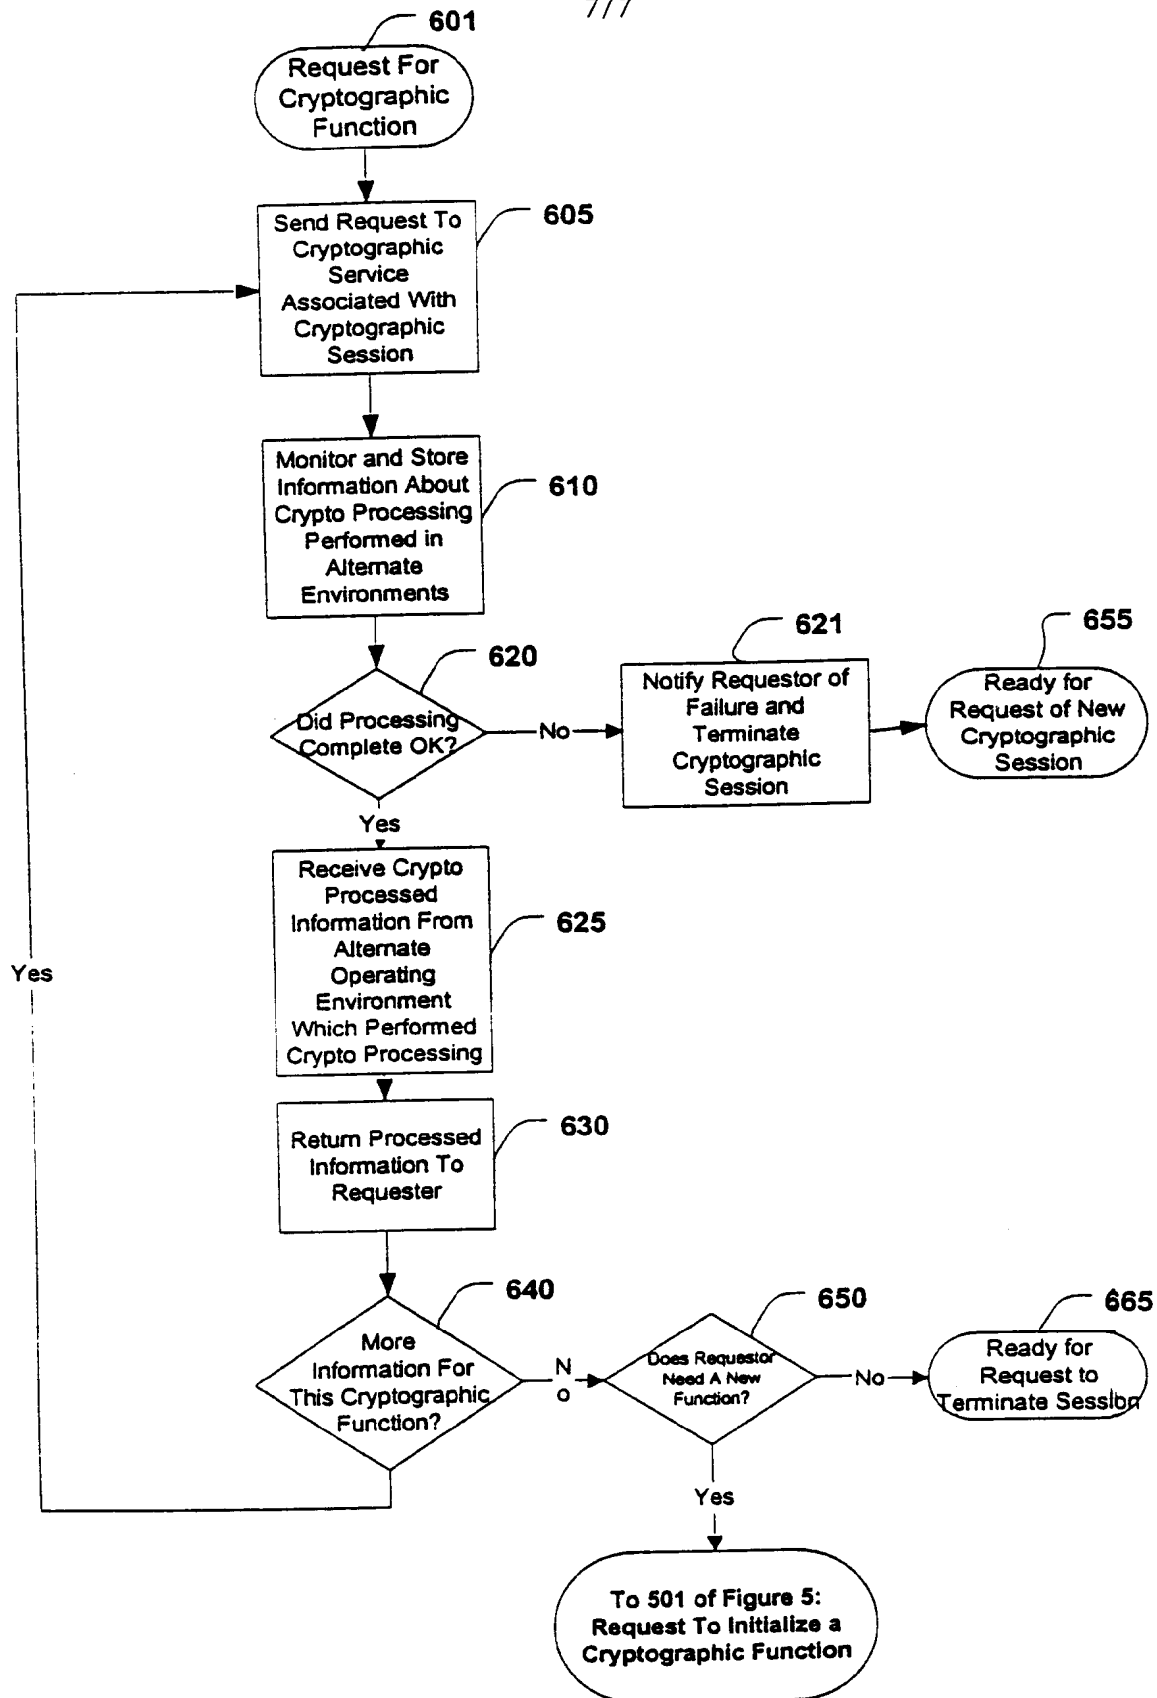 601
Request For
Cryptographic
Function
605
Send Request To
Cryptographic
Service
Associated With
Cryptographic
Session
610
Monitor and Store
Information About
Crypto Processing
Performed in
Alternate
Environments
620
Did Processing
Complete OK?
No
621
Notify Requestor of
Failure and
Terminate
Cryptographic
Session
655
Ready for
Request of New
Cryptographic
Session
Yes
625
Receive Crypto
Processed
Information From
Alternate
Operating
Environment
Which Performed
Crypto Processing
Yes
630
Return Processed
Information To
Requester
640
More
Information For
This Cryptographic
Function?
N
o
650
Does Requestor
Need A New
Function?
No
665
Ready for
Request to
Terminate Session
Yes
To 501 of Figure 5:
Request To Initialize a
Cryptographic Function